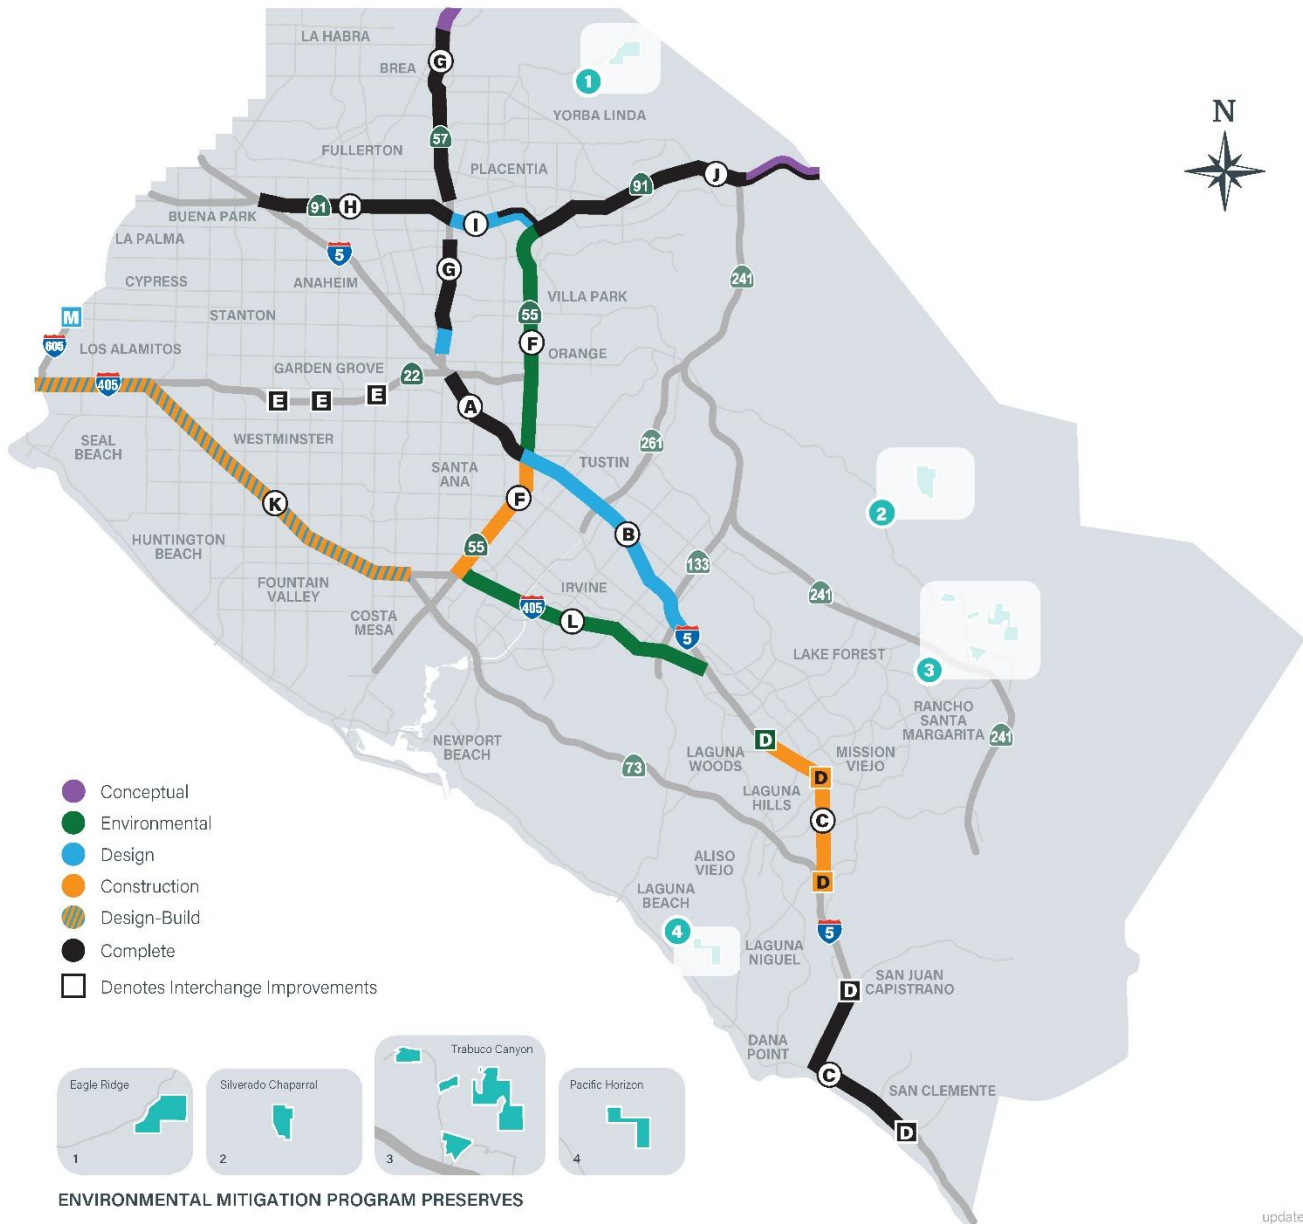 LA HABRA
G
BREA
1
N
YORBA LINDA
57
FULLERTON
PLACENTIA
J
91
91
H
BUENA PARK
I
LA PALMA
5
G
CYPRESS
ANAHEIM
241
VILLA PARK
STANTON
55
M
605
LOS ALAMITOS
F
ORANGE
GARDEN GROVE
22
405
E
E
E
A
SEAL
BEACH
WESTMINSTER
261
SANTA
ANA
TUSTIN
F
K
2
B
HUNTINGTON
BEACH
55
133
FOUNTAIN
VALLEY
IRVINE
241
405
COSTA
MESA
L
5
LAKE FOREST
3
RANCHO
SANTA
MARGARITA
241
NEWPORT
BEACH
D
LAGUNA
WOODS
MISSION
VIEJO
73
D
LAGUNA
HILLS
C
ALISO
VIEJO
D
LAGUNA
BEACH
4
5
LAGUNA
NIGUEL
SAN JUAN
CAPISTRANO
D
DANA
POINT
C
SAN CLEMENTE
D
Conceptual
Environmental
Design
Construction
Design-Build
Complete
Denotes Interchange Improvements
Eagle Ridge
1
Silverado Chaparral
2
Trabuco Canyon
3
Pacific Horizon
4
ENVIRONMENTAL MITIGATION PROGRAM PRESERVES
update